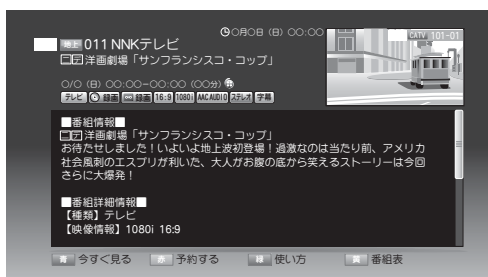 ○月○日（日）○○:○○
地上 011 NNKテレビ
CATV 101-01
□字 洋画劇場「サンフランシスコ・コップ」
○/○（日）○○:○○−○○:○○（○○分）
テレビ 録画 録画 16:9 1080i AAC AUDIO ステレオ 字幕
■番組情報■
□字 洋画劇場「サンフランシスコ・コップ」
お待たせしました！いよいよ地上波初登場！過激なのは当たり前、アメリカ
社会風刺のエスプリが利いた、大人がお腹の底から笑えるストーリーは今回
さらに大爆発！
■番組詳細情報■
【種類】テレビ
【映像情報】1080i 16:9
青 今すぐ見る 赤 予約する 緑 使い方 黄 番組表